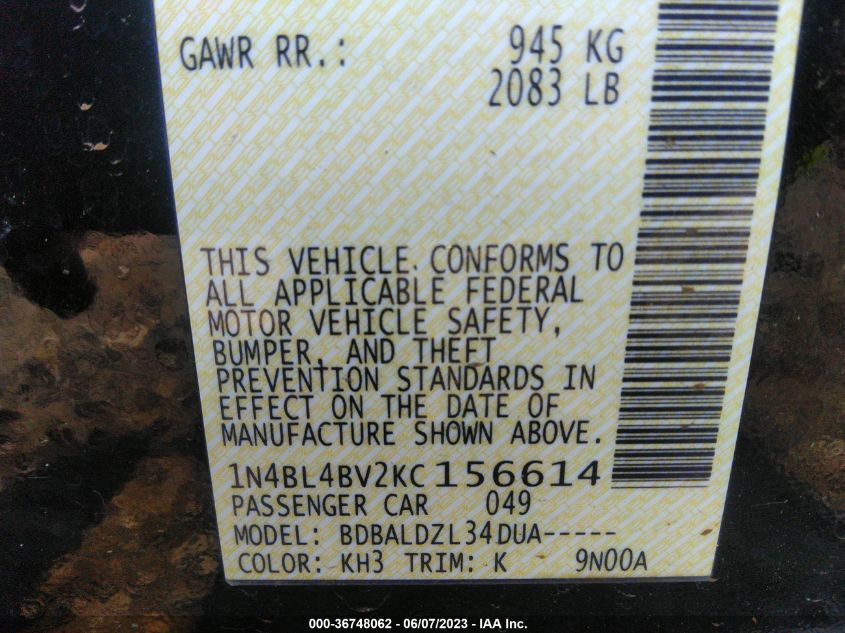 GAWR RR.: 945 KG
2083 LB
THIS VEHICLE CONFORMS TO
ALL APPLICABLE FEDERAL
MOTOR VEHICLE SAFETY,
BUMPER, AND THEFT
PREVENTION STANDARDS IN
EFFECT ON THE DATE OF
MANUFACTURE SHOWN ABOVE.
1N4BL4BV2KC156614
PASSENGER CAR 049
MODEL: BDBALDZL34DUA-----
COLOR: KH3 TRIM: K 9N00A
000-36748062 - 06/07/2023 - IAA Inc.